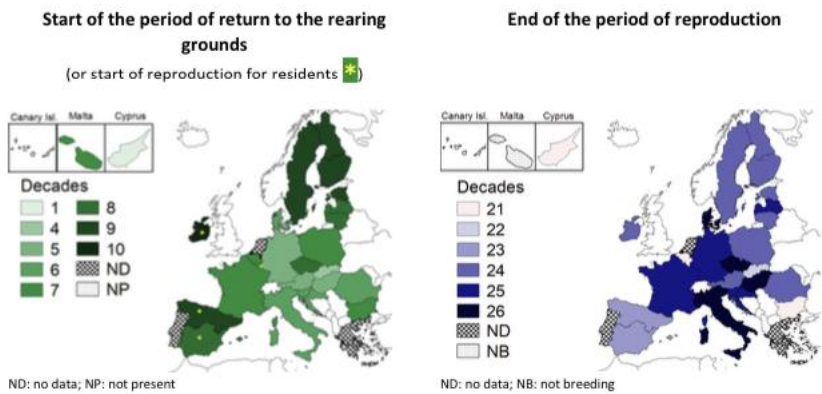 Start of the period of return to the rearing
grounds
(or start of reproduction for residents *)
Canary Isl. Malta Cyprus
Decades
1 8
4 9
5 10
6 ND
7 NP
ND: no data; NP: not present
End of the period of reproduction
Canary Isl. Malta Cyprus
Decades
21
22
23
24
25
26
ND
NB
ND: no data; NB: not breeding